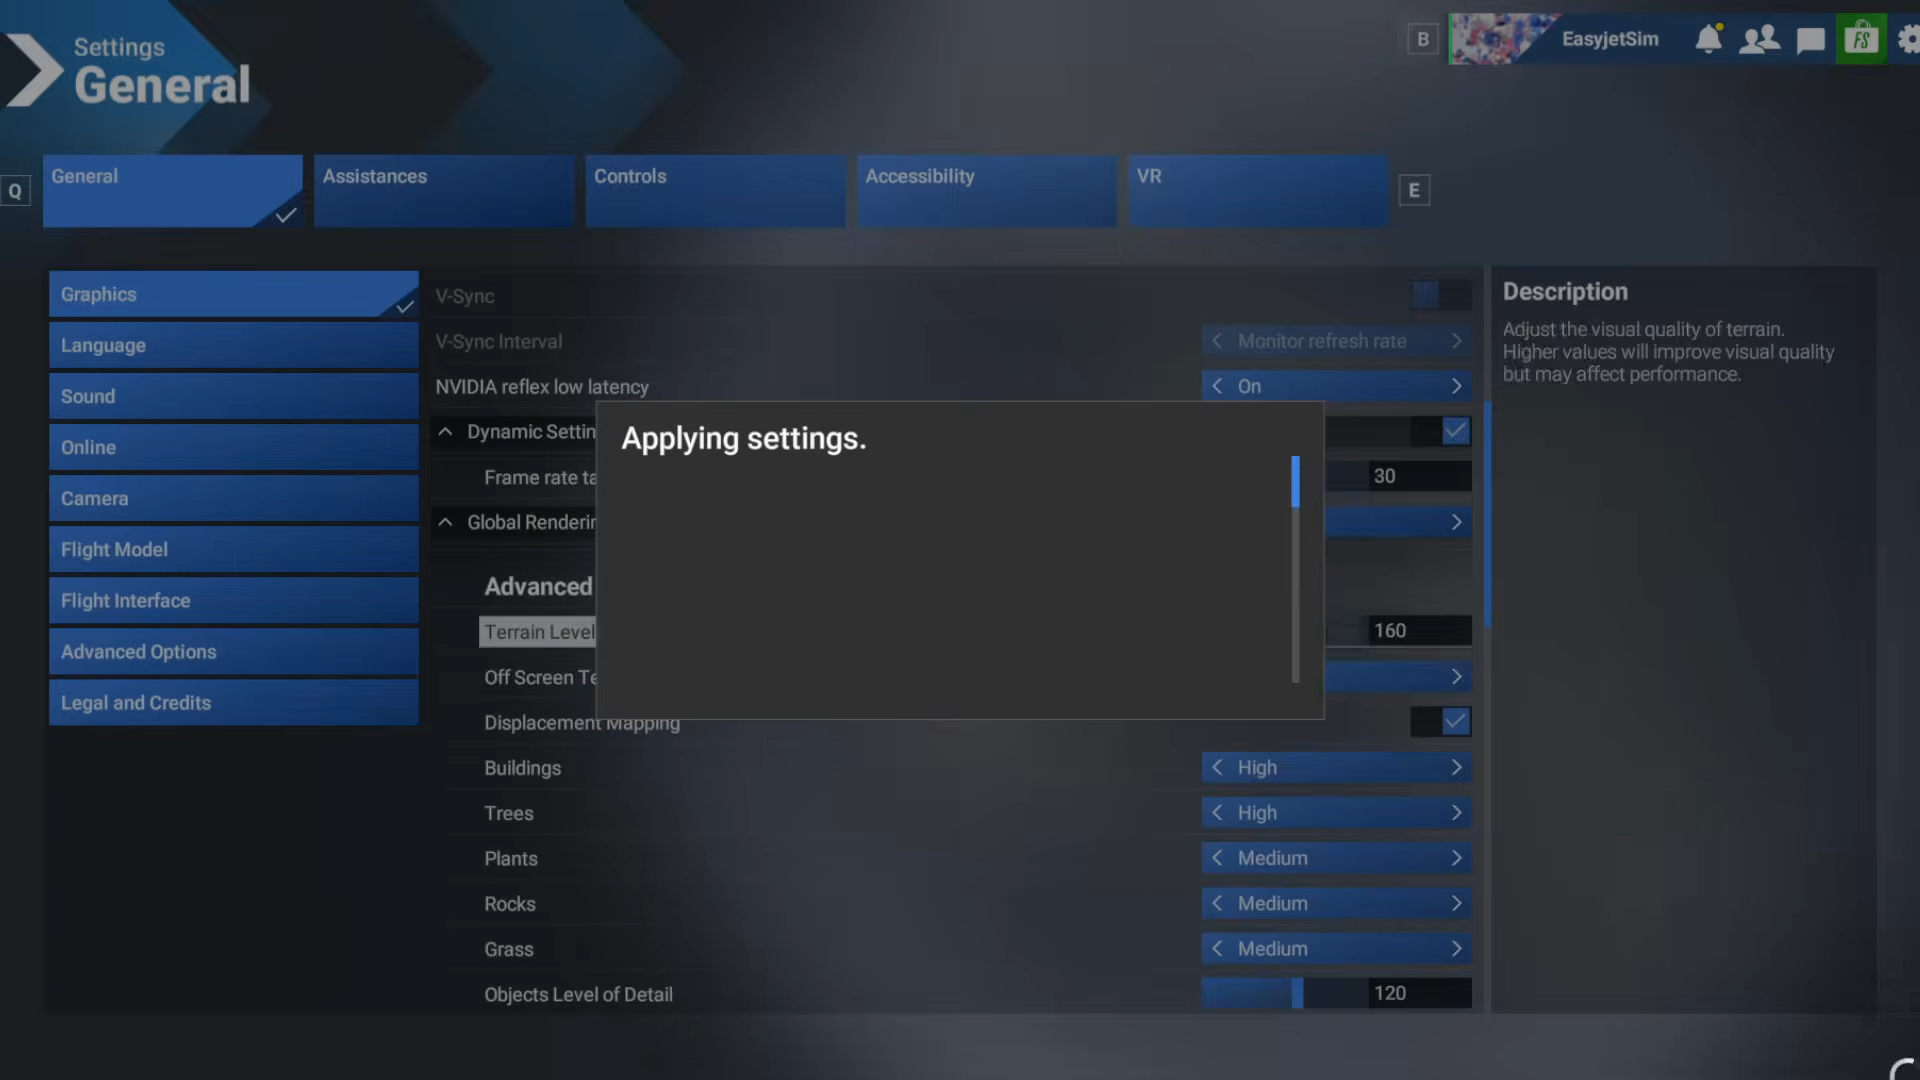 Settings
General
B
EasyjetSim
FS
Q
General
Assistances
Controls
Accessibility
VR
E
Graphics
Language
Sound
Online
Camera
Flight Model
Flight Interface
Advanced Options
Legal and Credits
V-Sync
V-Sync Interval
Monitor refresh rate
NVIDIA reflex low latency
On
Dynamic Settin
Frame rate ta
30
Global Renderin
Applying settings.
Advanced
Terrain Level
160
Off Screen Te
Displacement Mapping
Buildings
High
Trees
High
Plants
Medium
Rocks
Medium
Grass
Medium
Objects Level of Detail
120
Description
Adjust the visual quality of terrain.
Higher values will improve visual quality
but may affect performance.